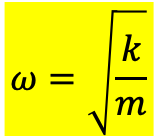 ω = √(k/m)